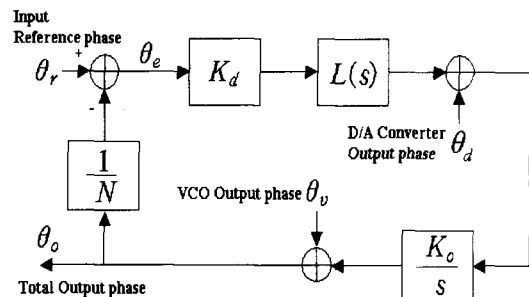 Input
Reference phase
+
θr
θe
Kd
L(s)
-
D/A Converter
Output phase θd
1
N
VCO Output phase θv
θo
Ko
s
Total Output phase